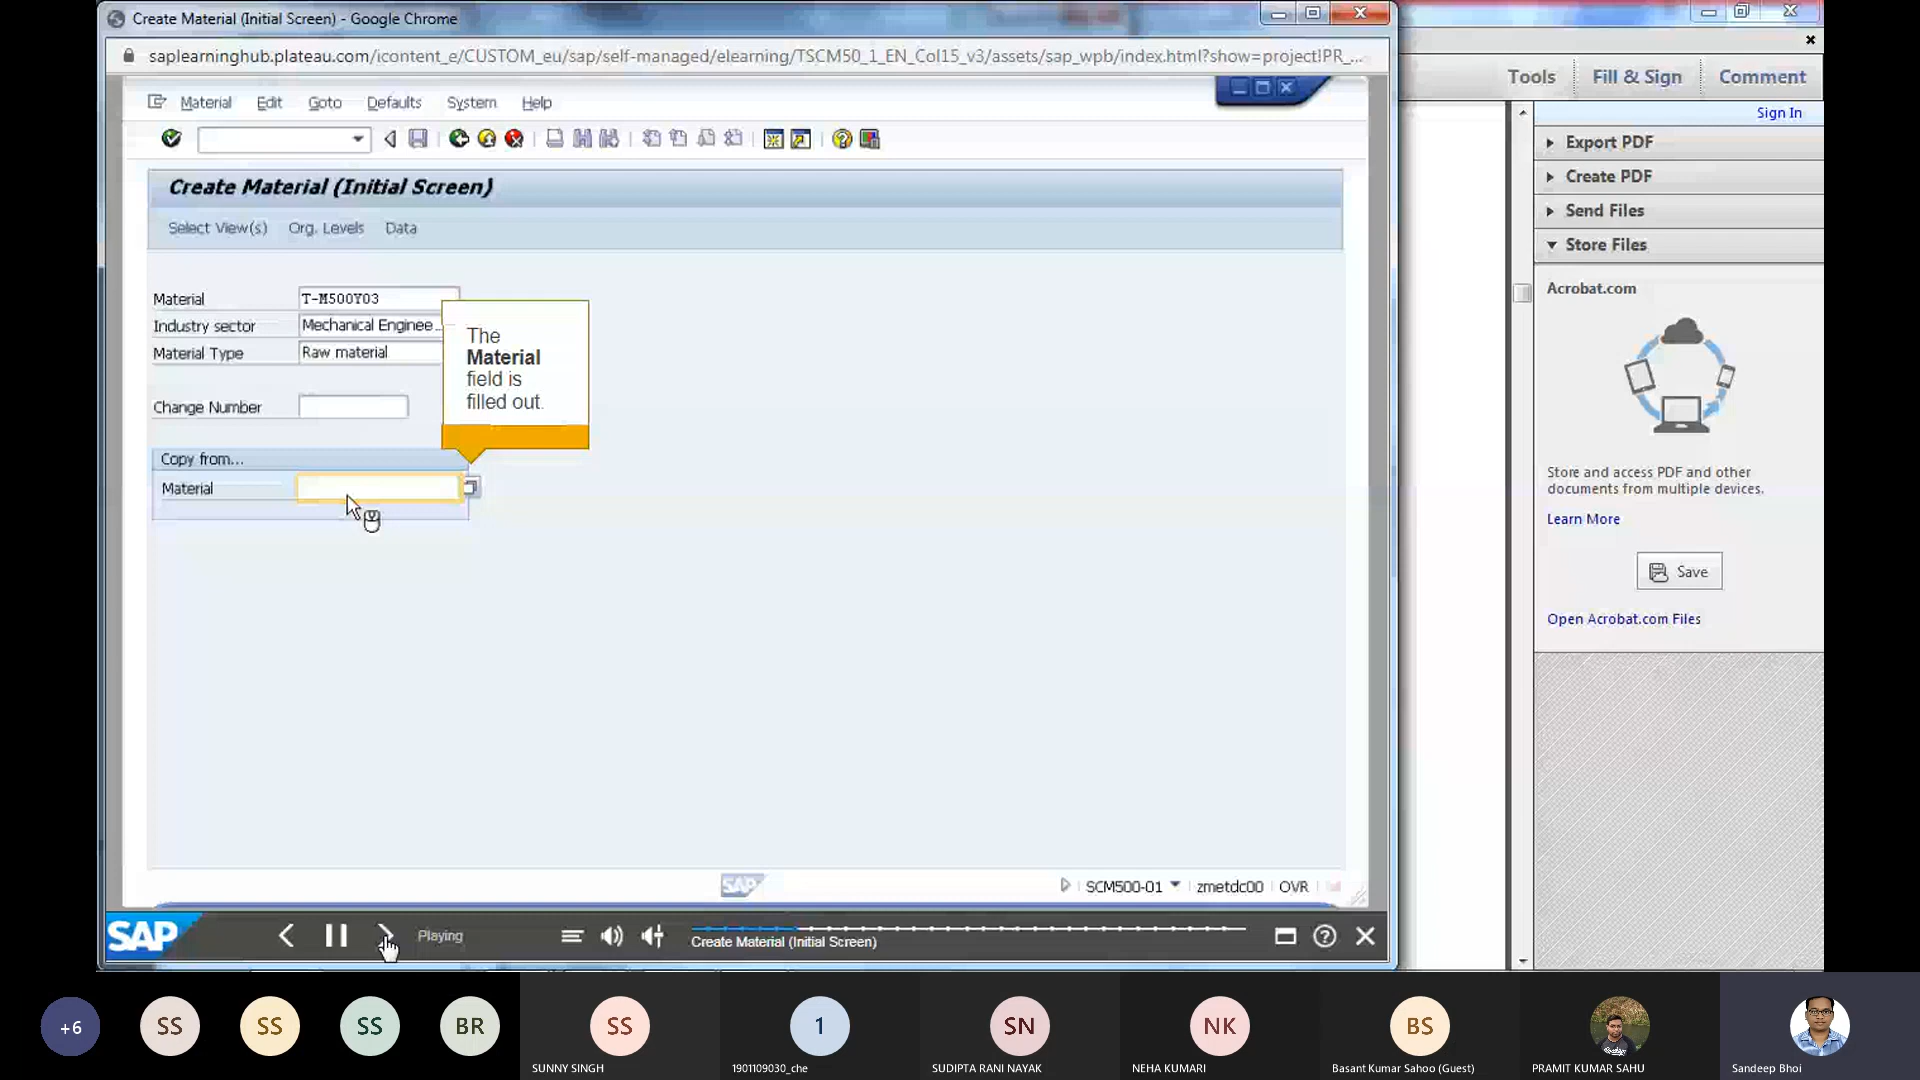 Create Material (Initial Screen) - Google Chrome
saplearninghub.plateau.com/icontent_e/CUSTOM_eu/sap/self-managed/elearning/TSCM50_1_EN_Col15_v3/assets/sap_wpb/index.html?show=project!PR_...
Material Edit Goto Defaults System Help
Create Material (Initial Screen)
Select View(s) Org. Levels Data
Material T-M500Y03
Industry sector Mechanical Enginee...
Material Type Raw material
Change Number
Copy from...
Material
The
Material
field is
filled out.
SAP
SCM500-01 zmetdc00 OVR
SAP
Playing
Create Material (Initial Screen)
Tools Fill & Sign Comment
Sign In
Export PDF
Create PDF
Send Files
Store Files
Acrobat.com
Store and access PDF and other
documents from multiple devices.
Learn More
Save
Open Acrobat.com Files
+6 SS SS SS BR SS 1 SN NK BS
SUNNY SINGH 1901109030_che SUDIPTA RANI NAYAK NEHA KUMARI Basant Kumar Sahoo (Guest) PRAMIT KUMAR SAHU Sandeep Bhoi